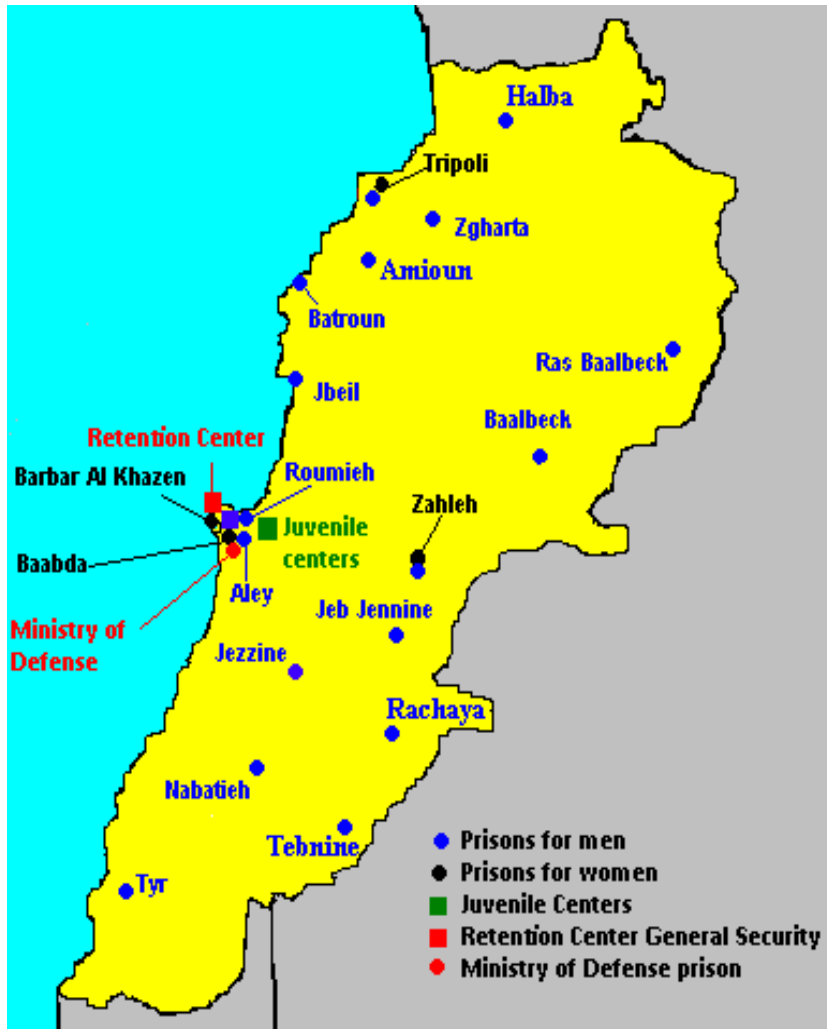 Halba
Tripoli
Zgharta
Amioun
Batroun
Ras Baalbeck
Jbeil
Baalbeck
Retention Center
Barbar Al Khazen
Roumieh
Zahleh
Juvenile
centers
Baabda
Aley
Jeb Jennine
Ministry of
Defense
Jezzine
Rachaya
Nabatieh
Tebnine
Tyr
Prisons for men
Prisons for women
Juvenile Centers
Retention Center General Security
Ministry of Defense prison